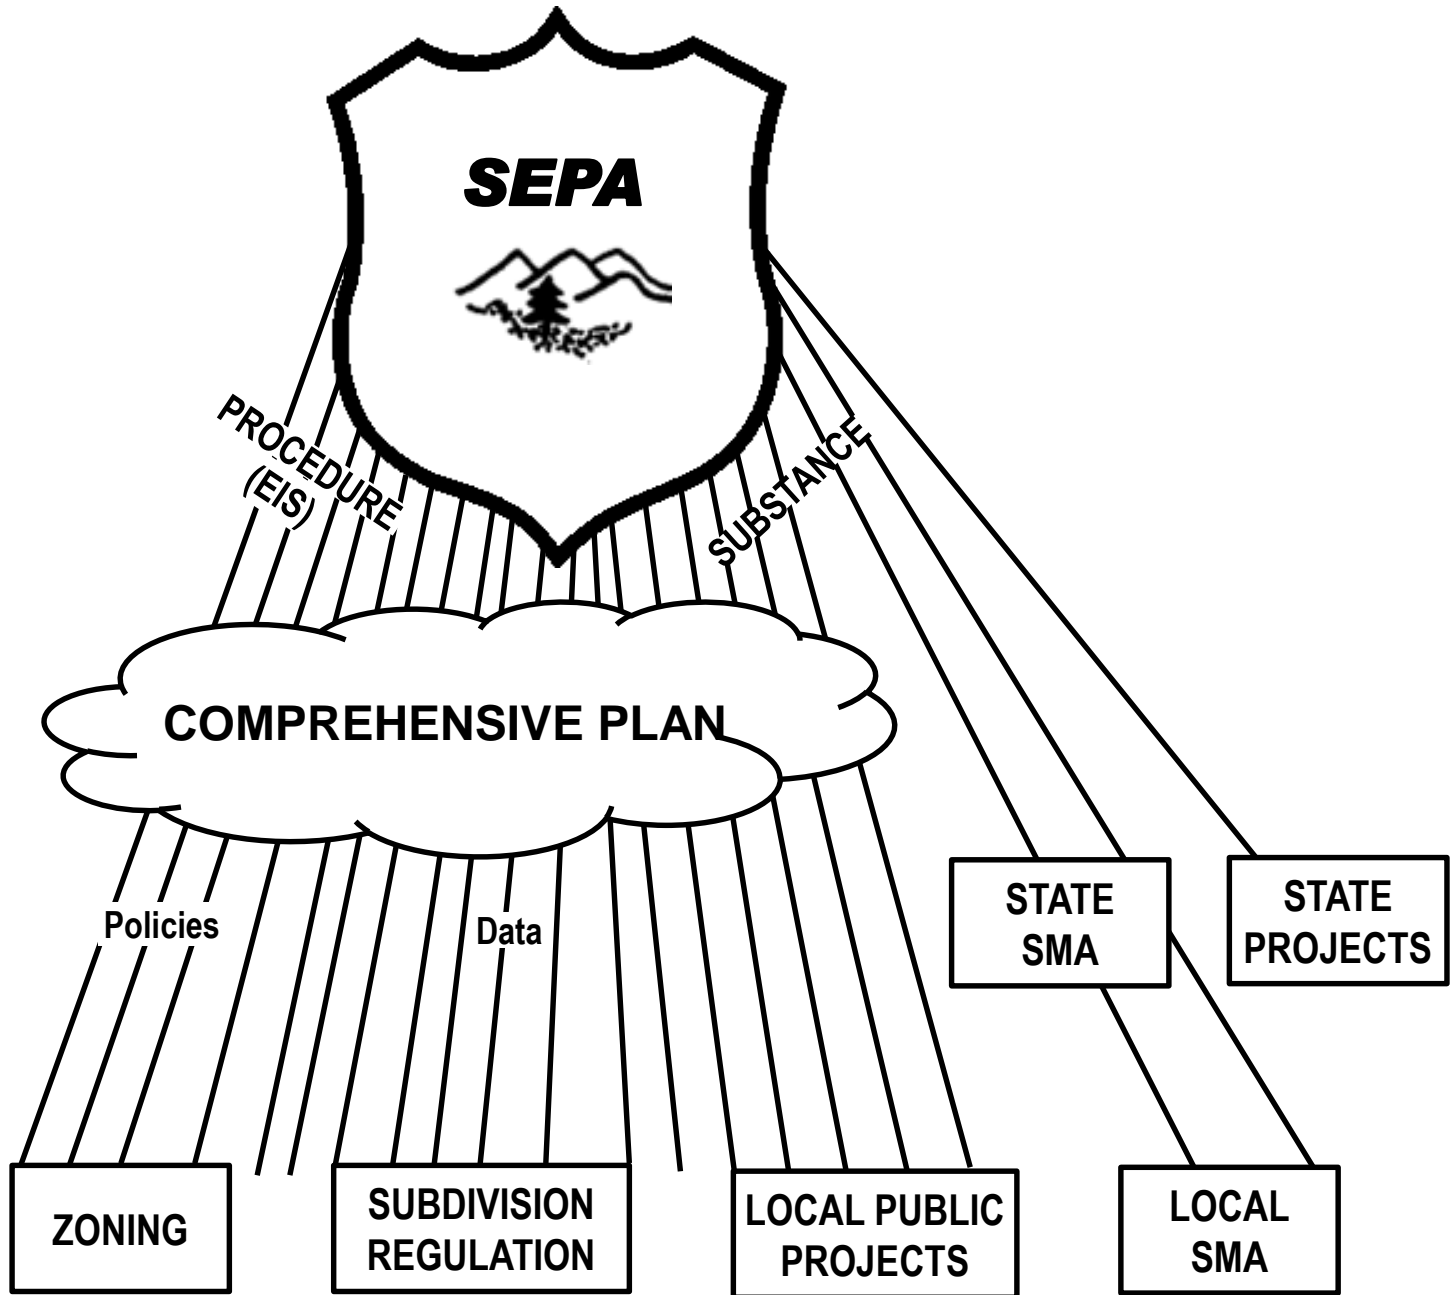 SEPA
PROCEDURE
(EIS)
SUBSTANCE
COMPREHENSIVE PLAN
Policies
Data
STATE
SMA
STATE
PROJECTS
ZONING
SUBDIVISION
REGULATION
LOCAL PUBLIC
PROJECTS
LOCAL
SMA